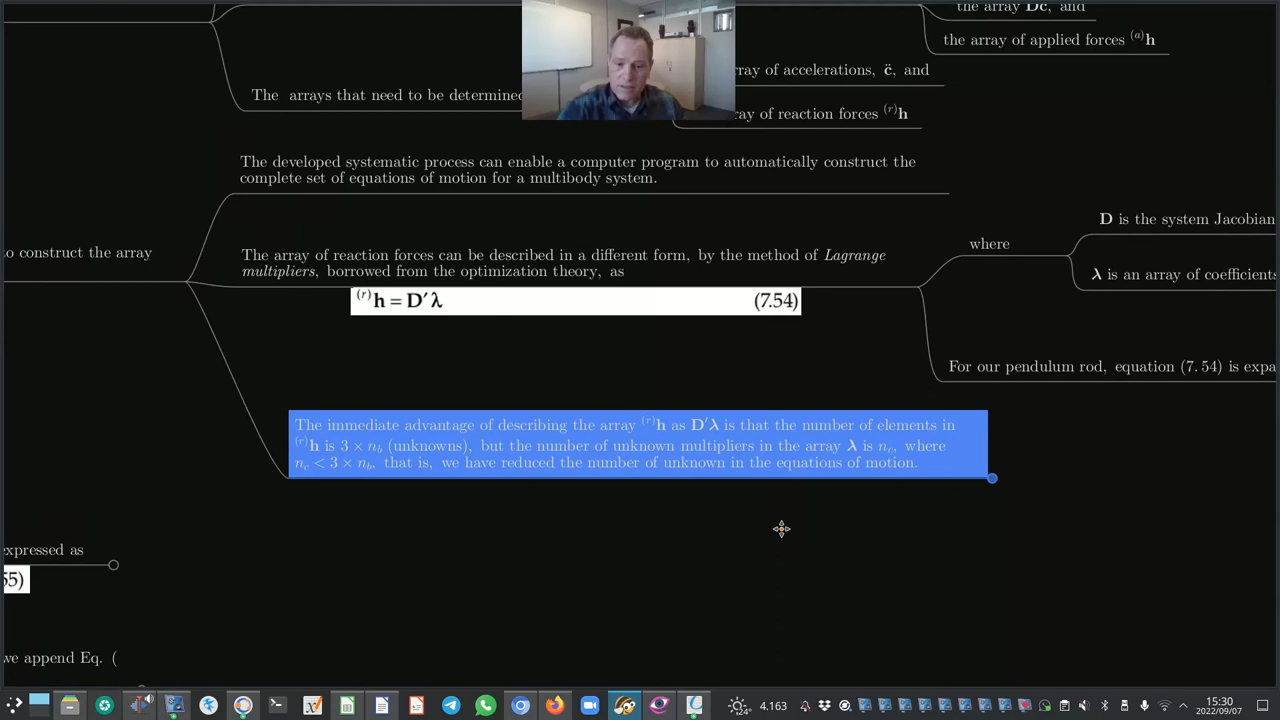 the array Dċ, and
the array of applied forces ⁽ᵃ⁾h
rray of accelerations, c̈, and
The arrays that need to be determined
ray of reaction forces ⁽ʳ⁾h
The developed systematic process can enable a computer program to automatically construct the
complete set of equations of motion for a multibody system.
D is the system Jacobian
where
to construct the array
The array of reaction forces can be described in a different form, by the method of Lagrange
multipliers, borrowed from the optimization theory, as
λ is an array of coefficients
⁽ʳ⁾h = D′λ (7.54)
For our pendulum rod, equation (7.54) is expa
The immediate advantage of describing the array ⁽ʳ⁾h as D′λ is that the number of elements in
⁽ʳ⁾h is 3 × n_b (unknowns), but the number of unknown multipliers in the array λ is n_c, where
n_c < 3 × n_b, that is, we have reduced the number of unknown in the equations of motion.
expressed as
55)
we append Eq. (
24°
4.163
15:30
2022/09/07